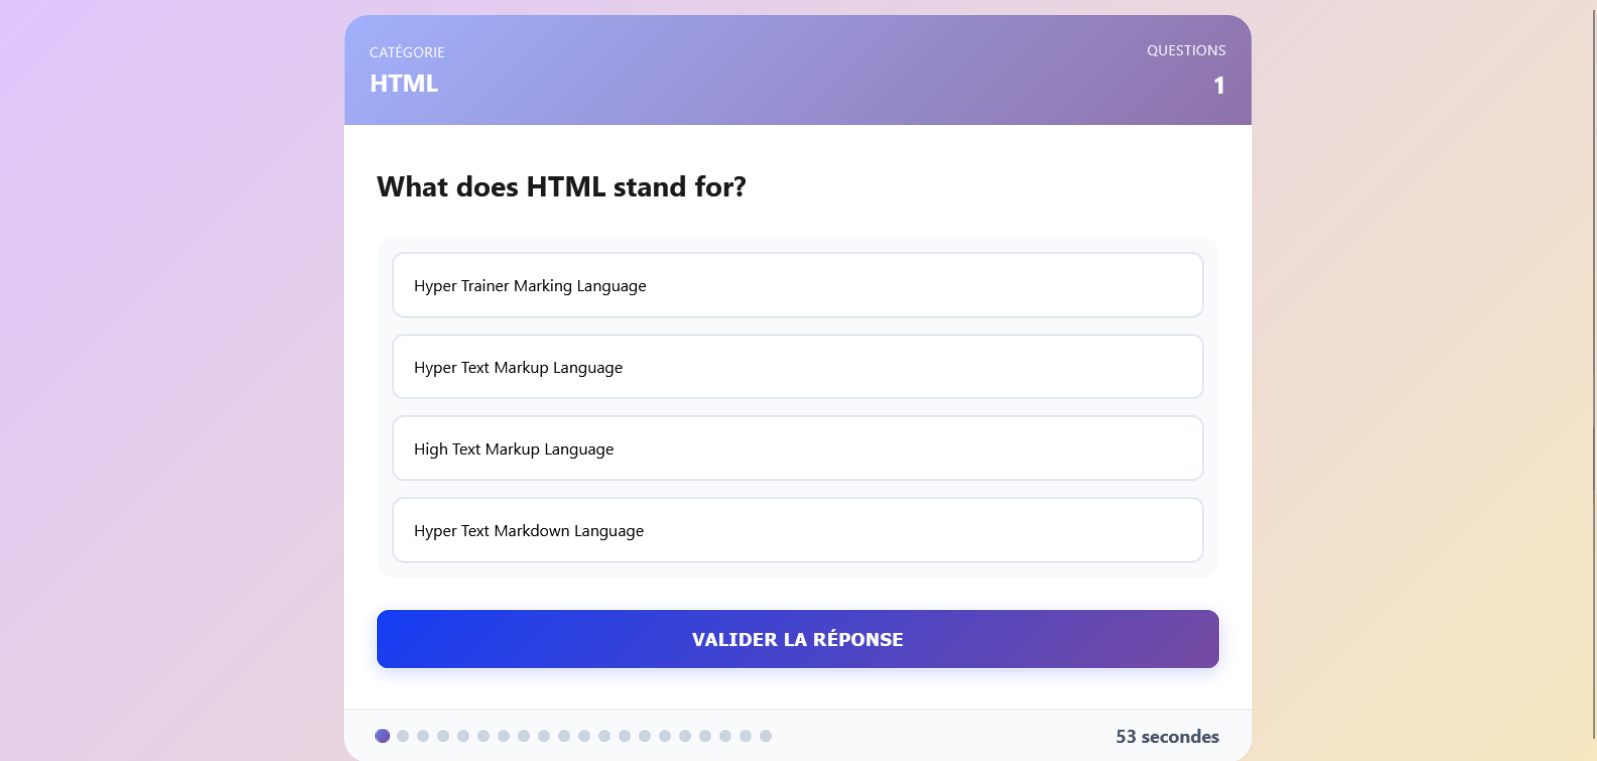 CATÉGORIE
HTML
QUESTIONS
1
What does HTML stand for?
Hyper Trainer Marking Language
Hyper Text Markup Language
High Text Markup Language
Hyper Text Markdown Language
VALIDER LA RÉPONSE
53 secondes